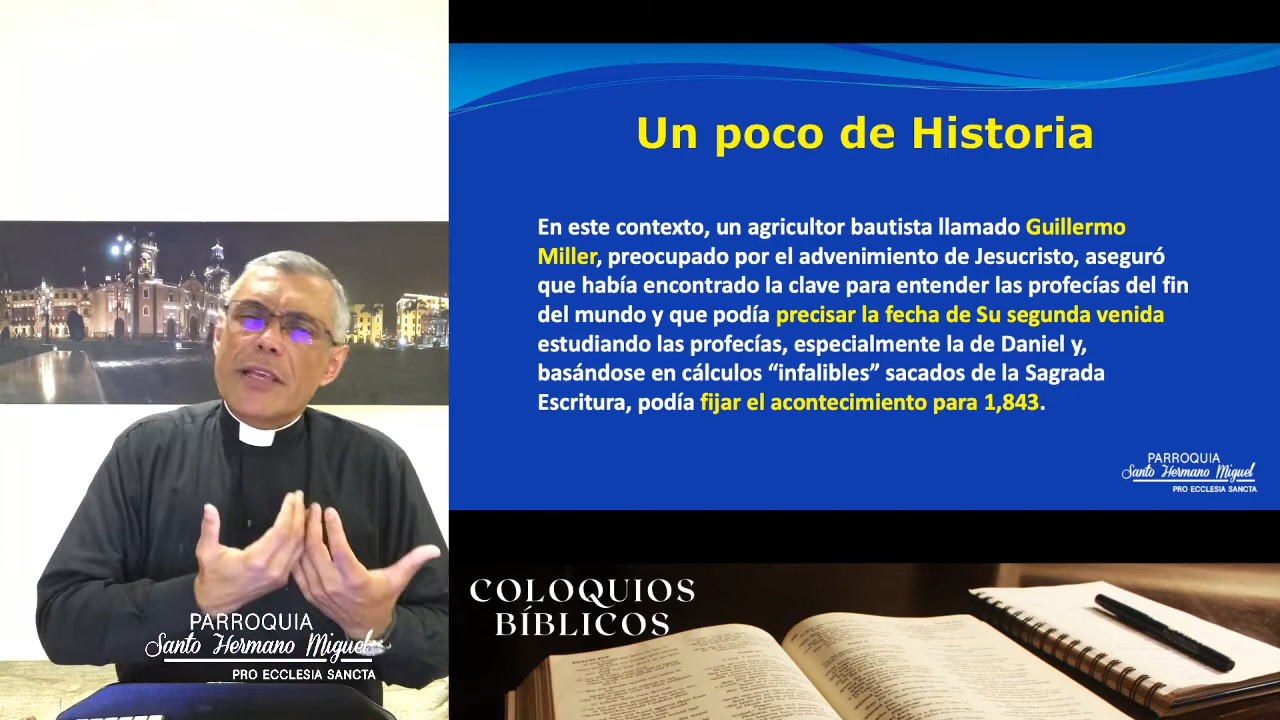 Un poco de Historia
En este contexto, un agricultor bautista llamado Guillermo
Miller, preocupado por el advenimiento de Jesucristo, aseguró
que había encontrado la clave para entender las profecías del fin
del mundo y que podía precisar la fecha de Su segunda venida
estudiando las profecías, especialmente la de Daniel y,
basándose en cálculos “infalibles” sacados de la Sagrada
Escritura, podía fijar el acontecimiento para 1,843.
PARROQUIA
Santo Hermano Miguel
PRO ECCLESIA SANCTA
COLOQUIOS
BÍBLICOS
PARROQUIA
Santo Hermano Miguel
PRO ECCLESIA SANCTA